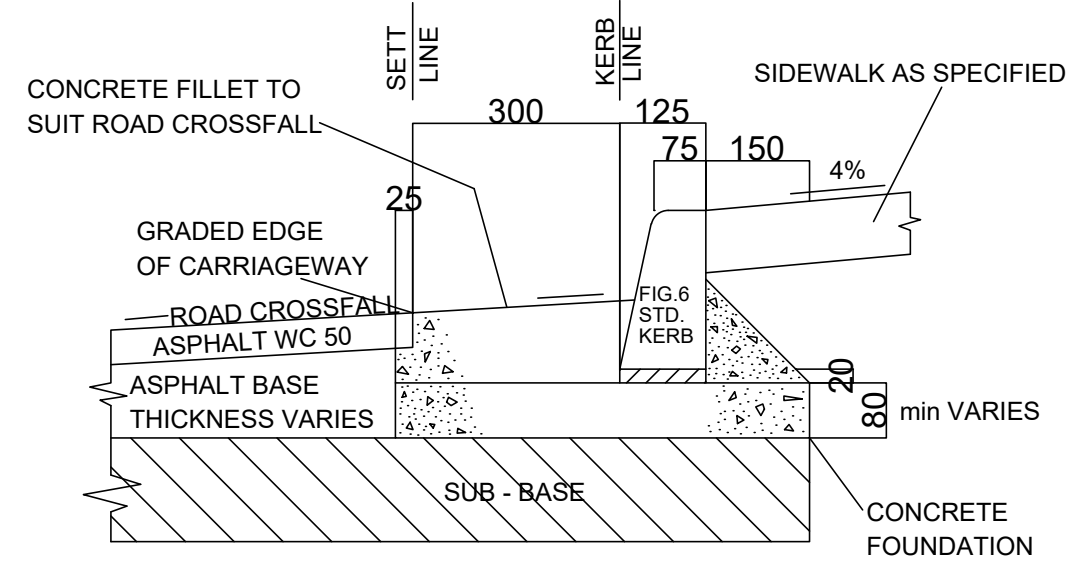 SETT
LINE
KERB
LINE
SIDEWALK AS SPECIFIED
CONCRETE FILLET TO
SUIT ROAD CROSSFALL
300
125
75
150
4%
25
GRADED EDGE
OF CARRIAGEWAY
ROAD CROSSFALL
ASPHALT WC 50
FIG.6
STD.
KERB
ASPHALT BASE
THICKNESS VARIES
20
80
min VARIES
SUB - BASE
CONCRETE
FOUNDATION